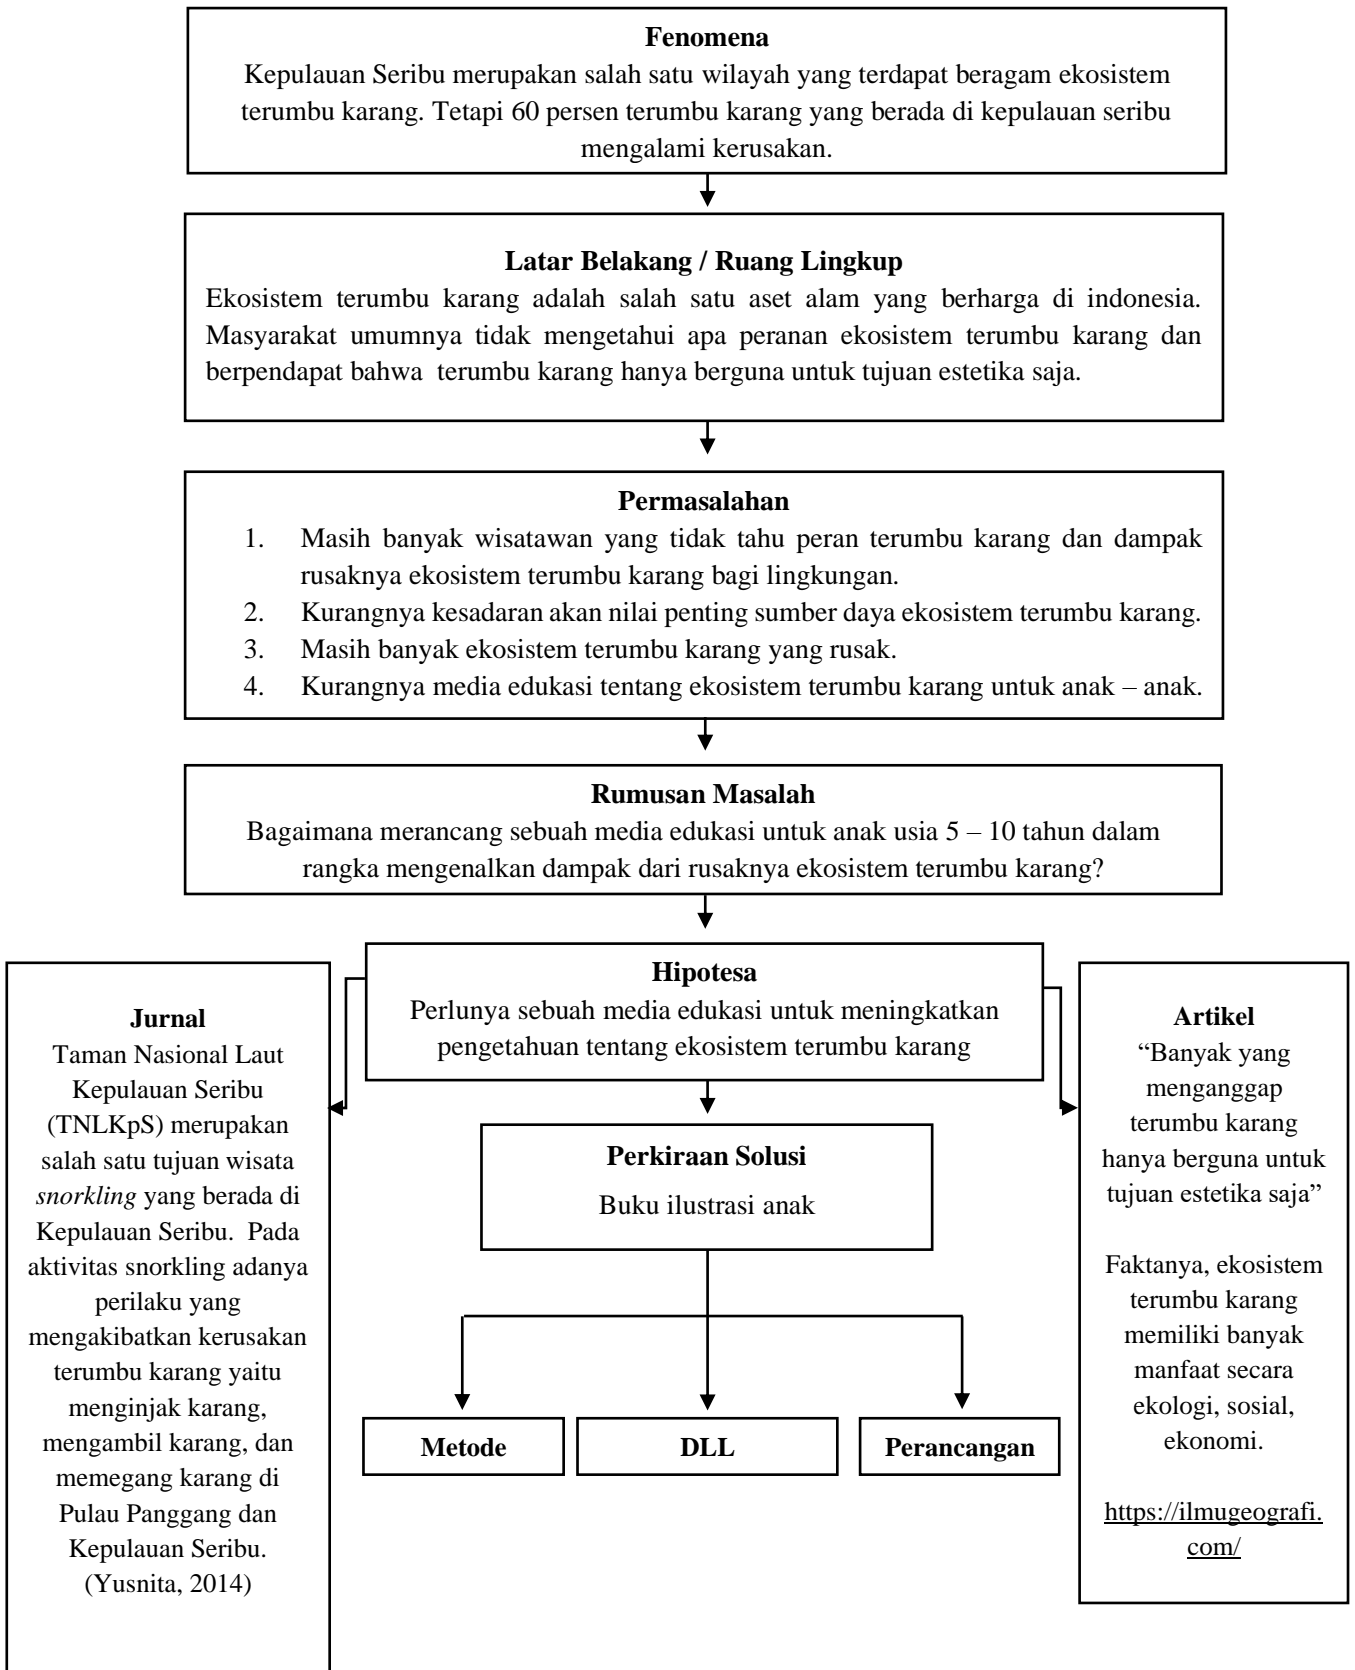 Fenomena
Kepulauan Seribu merupakan salah satu wilayah yang terdapat beragam ekosistem
terumbu karang. Tetapi 60 persen terumbu karang yang berada di kepulauan seribu
mengalami kerusakan.
Latar Belakang / Ruang Lingkup
Ekosistem terumbu karang adalah salah satu aset alam yang berharga di indonesia.
Masyarakat umumnya tidak mengetahui apa peranan ekosistem terumbu karang dan
berpendapat bahwa terumbu karang hanya berguna untuk tujuan estetika saja.
Permasalahan
1. Masih banyak wisatawan yang tidak tahu peran terumbu karang dan dampak
rusaknya ekosistem terumbu karang bagi lingkungan.
2. Kurangnya kesadaran akan nilai penting sumber daya ekosistem terumbu karang.
3. Masih banyak ekosistem terumbu karang yang rusak.
4. Kurangnya media edukasi tentang ekosistem terumbu karang untuk anak – anak.
Rumusan Masalah
Bagaimana merancang sebuah media edukasi untuk anak usia 5 – 10 tahun dalam
rangka mengenalkan dampak dari rusaknya ekosistem terumbu karang?
Hipotesa
Perlunya sebuah media edukasi untuk meningkatkan
pengetahuan tentang ekosistem terumbu karang
Jurnal
Taman Nasional Laut
Kepulauan Seribu
(TNLKpS) merupakan
salah satu tujuan wisata
snorkling yang berada di
Kepulauan Seribu. Pada
aktivitas snorkling adanya
perilaku yang
mengakibatkan kerusakan
terumbu karang yaitu
menginjak karang,
mengambil karang, dan
memegang karang di
Pulau Panggang dan
Kepulauan Seribu.
(Yusnita, 2014)
Artikel
“Banyak yang
menganggap
terumbu karang
hanya berguna untuk
tujuan estetika saja”
Faktanya, ekosistem
terumbu karang
memiliki banyak
manfaat secara
ekologi, sosial,
ekonomi.
https://ilmugeografi.
com/
Perkiraan Solusi
Buku ilustrasi anak
Metode
DLL
Perancangan